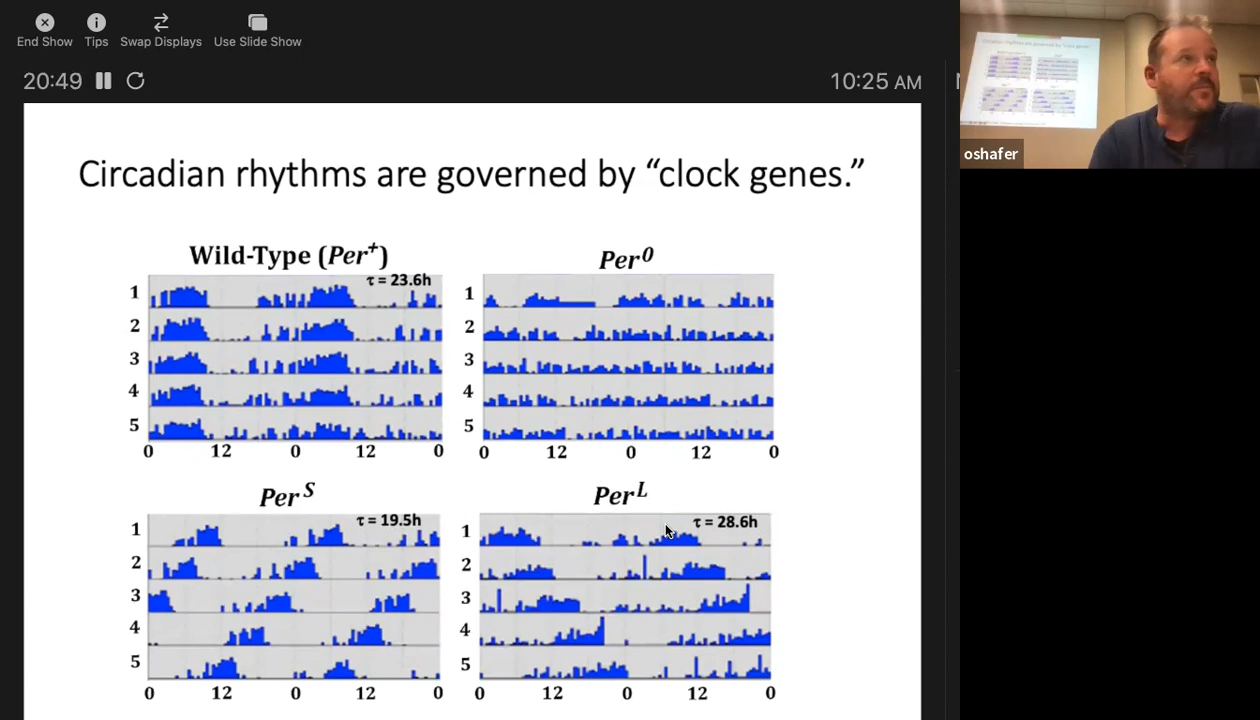 End Show
Tips
Swap Displays
Use Slide Show
20:49
10:25 AM
oshafer
Circadian rhythms are governed by “clock genes.”
Wild-Type (Per+)
τ = 23.6h
1
2
3
4
5
0 12 0 12 0
Per0
1
2
3
4
5
0 12 0 12 0
Per S
τ = 19.5h
1
2
3
4
5
0 12 0 12 0
Per L
τ = 28.6h
1
2
3
4
5
0 12 0 12 0